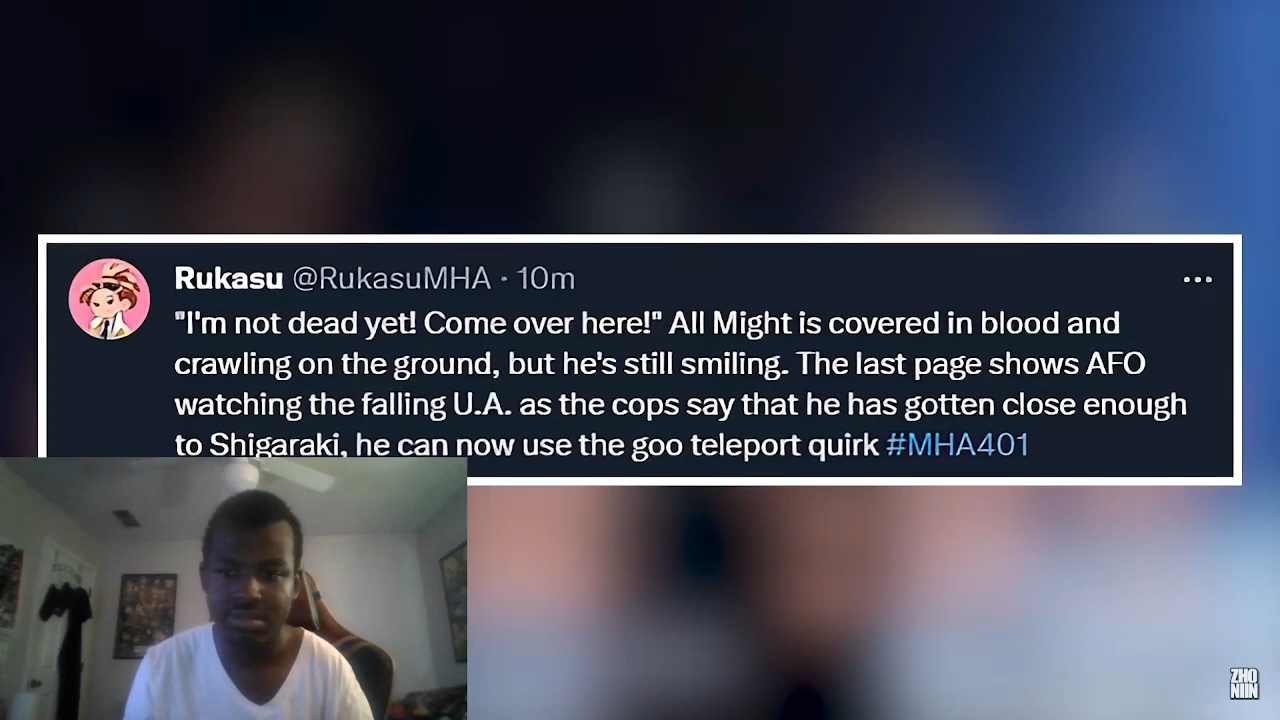 Rukasu @RukasuMHA · 10m
"I'm not dead yet! Come over here!" All Might is covered in blood and
crawling on the ground, but he's still smiling. The last page shows AFO
watching the falling U.A. as the cops say that he has gotten close enough
to Shigaraki, he can now use the goo teleport quirk #MHA401
ZHO
NIIN